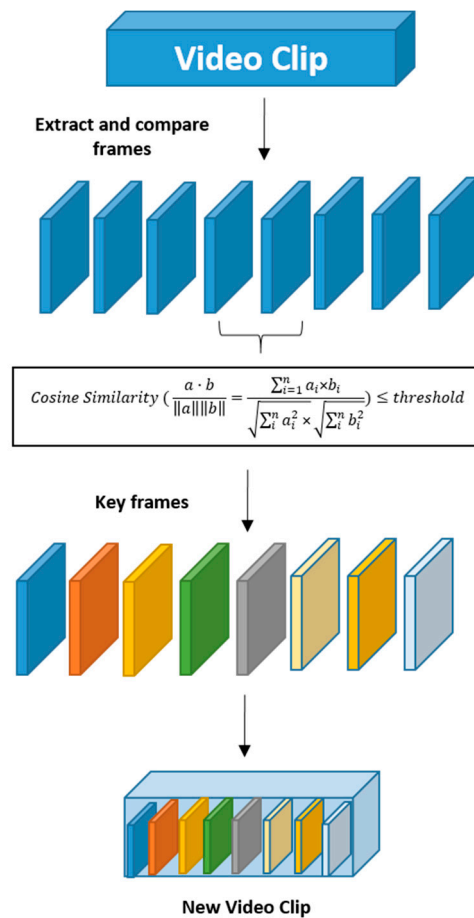 Video Clip
Extract and compare
frames
Cosine Similarity ( a · b / ‖a‖‖b‖ = ∑ⁿᵢ₌₁ aᵢ×bᵢ / √∑ⁿᵢ aᵢ² × √∑ⁿᵢ bᵢ² ) ≤ threshold
Key frames
New Video Clip